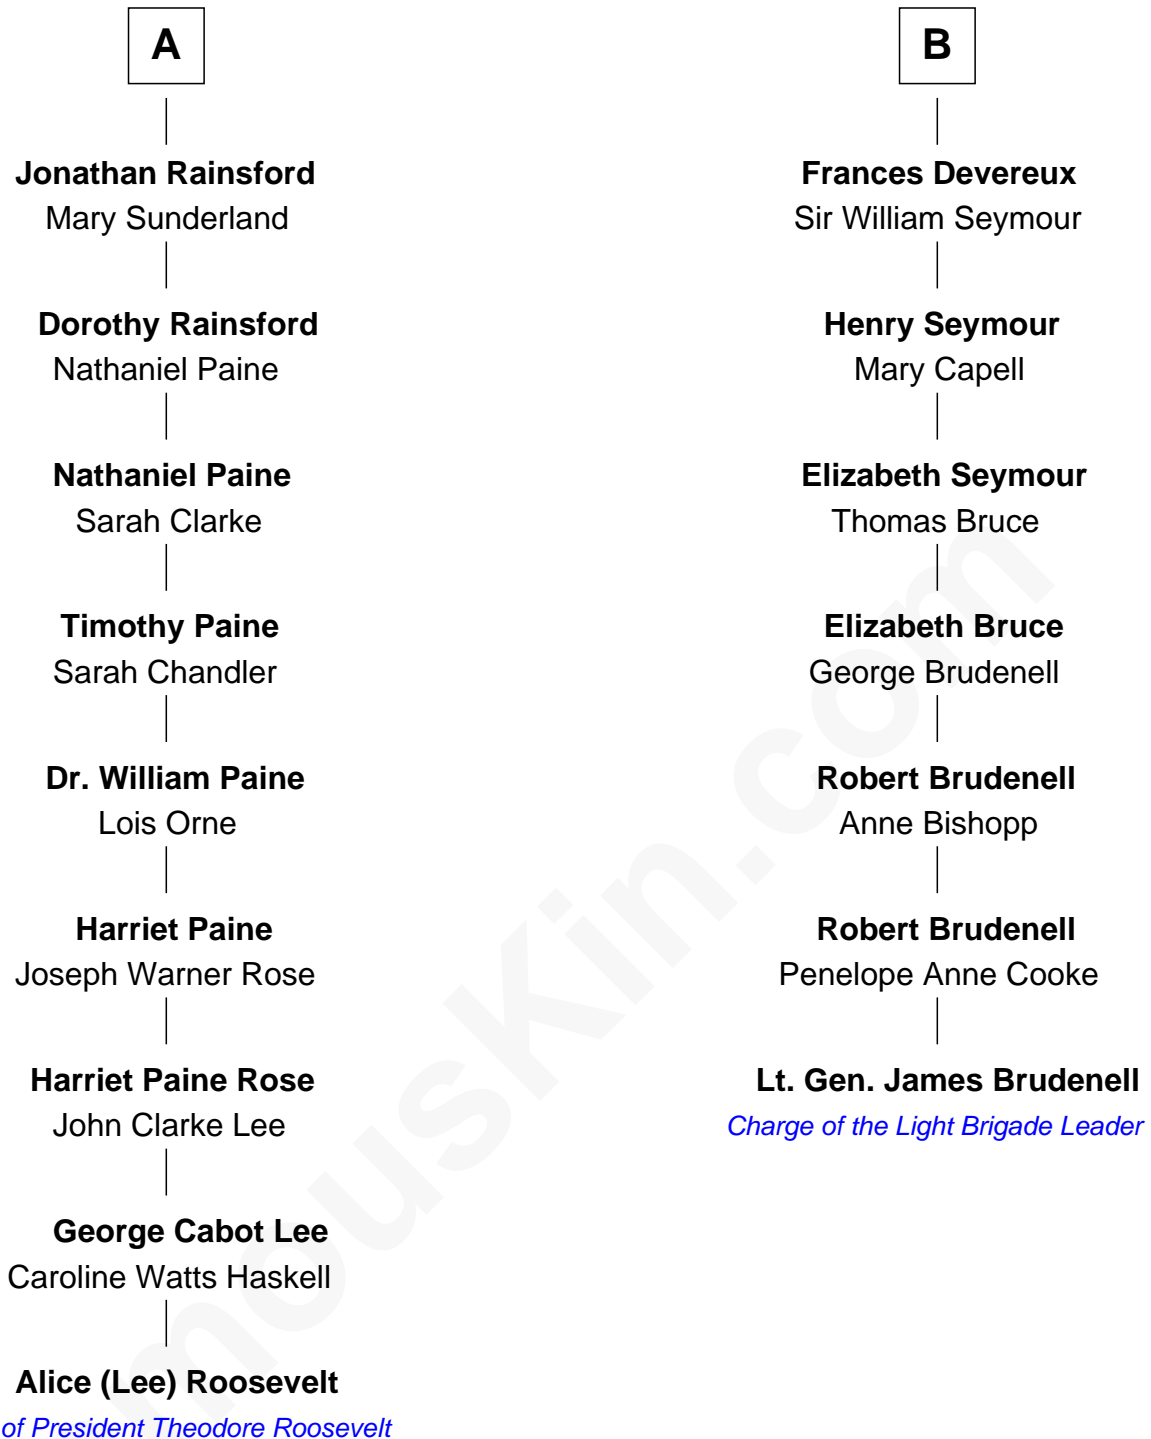 A
Jonathan Rainsford
Mary Sunderland
Dorothy Rainsford
Nathaniel Paine
Nathaniel Paine
Sarah Clarke
Timothy Paine
Sarah Chandler
Dr. William Paine
Lois Orne
Harriet Paine
Joseph Warner Rose
Harriet Paine Rose
John Clarke Lee
George Cabot Lee
Caroline Watts Haskell
Alice (Lee) Roosevelt
of President Theodore Roosevelt
B
Frances Devereux
Sir William Seymour
Henry Seymour
Mary Capell
Elizabeth Seymour
Thomas Bruce
Elizabeth Bruce
George Brudenell
Robert Brudenell
Anne Bishopp
Robert Brudenell
Penelope Anne Cooke
Lt. Gen. James Brudenell
Charge of the Light Brigade Leader
mousKin.com